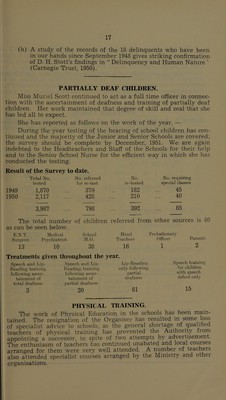 17
(h) A study of the records of the 15 delinquents who have been
in our hands since September 1945 gives striking confirmation
of D. H. Stott's findings in " Delinquency and Human Nature "
(Carnegie Trust, 1950).
PARTIALLY DEAF CHILDREN.
Miss Muriel Scott continued to act as a full time officer in connec-
tion with the ascertainment of deafness and training of partially deaf
children. Her work maintained that degree of skill and zeal that she
has led all to expect.
She has reported as follows on the work of the year. —
During the year testing of the hearing of school children has con-
tinued and the majority of the Junior and Senior Schools are covered;
the survey should be complete by December, 1951. We are again
indebted to the Headteachers and Staff of the Schools for their help
and to the Senior School Nurse for the efficient way in which she has
conducted the testing.
Result of the Survey to date.
Total No. tested No. referred for re-test No. re-tested No. requiring special classes
1949 1,870 370 182 45
1950 2,117 426 210 40
3,987 796 392 85
The total number of children referred from other sources is 80
as can be seen below.
E.N.T. Surgeon Medical Psychiatrist School M.O. Head Teachers Probationary Officer Parents
13 10 38 16 1 2
Treatments given throughout the year.
Speech and Lip-Reading training following ascertainment of total deafness Speech and Lip-Reading training following ascertainment of partial deafness Lip-Reading only following partial deafness Speech training for children with speech defect only
3 20 81 15
PHYSICAL TRAINING.
The work of Physical Education in the schools has been main-
tained. The resignation of the Organiser has resulted in some loss
of specialist advice to schools, as the general shortage of qualified
teachers of physical training has prevented the Authority from
appointing a successor, in spite of two attempts by advertisement.
The enthusiasm of teachers has continued unabated and local courses
arranged for them were very well attended. A number of teachers
also attended specialist courses arranged by the Ministry and other
organisations.